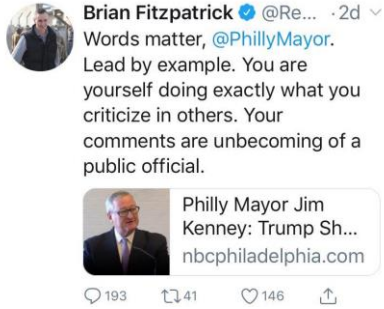 Brian Fitzpatrick @Re... · 2d
Words matter, @PhillyMayor.
Lead by example. You are
yourself doing exactly what you
criticize in others. Your
comments are unbecoming of a
public official.
Philly Mayor Jim
Kenney: Trump Sh...
nbcphiladelphia.com
193 41 146